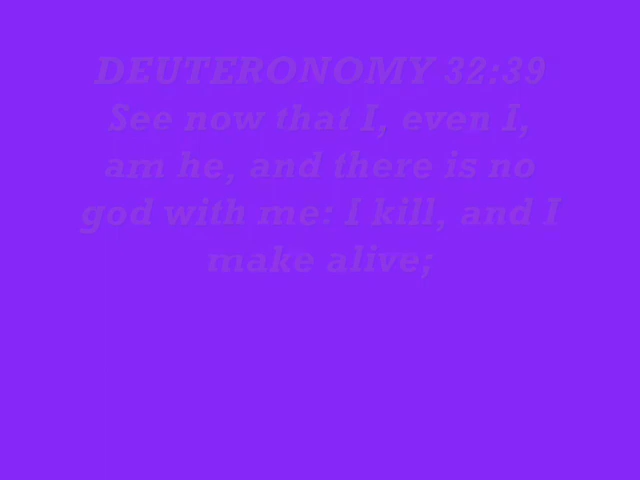 DEUTERONOMY 32:39
See now that I, even I,
am he, and there is no
god with me: I kill, and I
make alive;